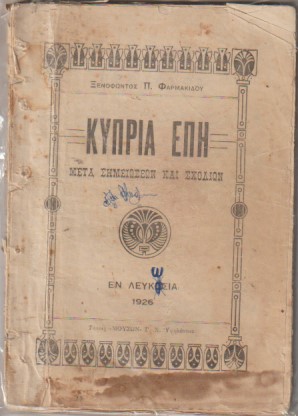 ΞΕΝΟΦΩΝΤΟΣ Π. ΦΑΡΜΑΚΙΔΟΥ
ΚΥΠΡΙΑ ΕΠΗ
ΜΕΤΑ ΣΗΜΕΙΩΣΕΩΝ ΚΑΙ ΣΧΟΛΙΩΝ
ΕΝ ΛΕΥΚΩΣΙΑ
1926